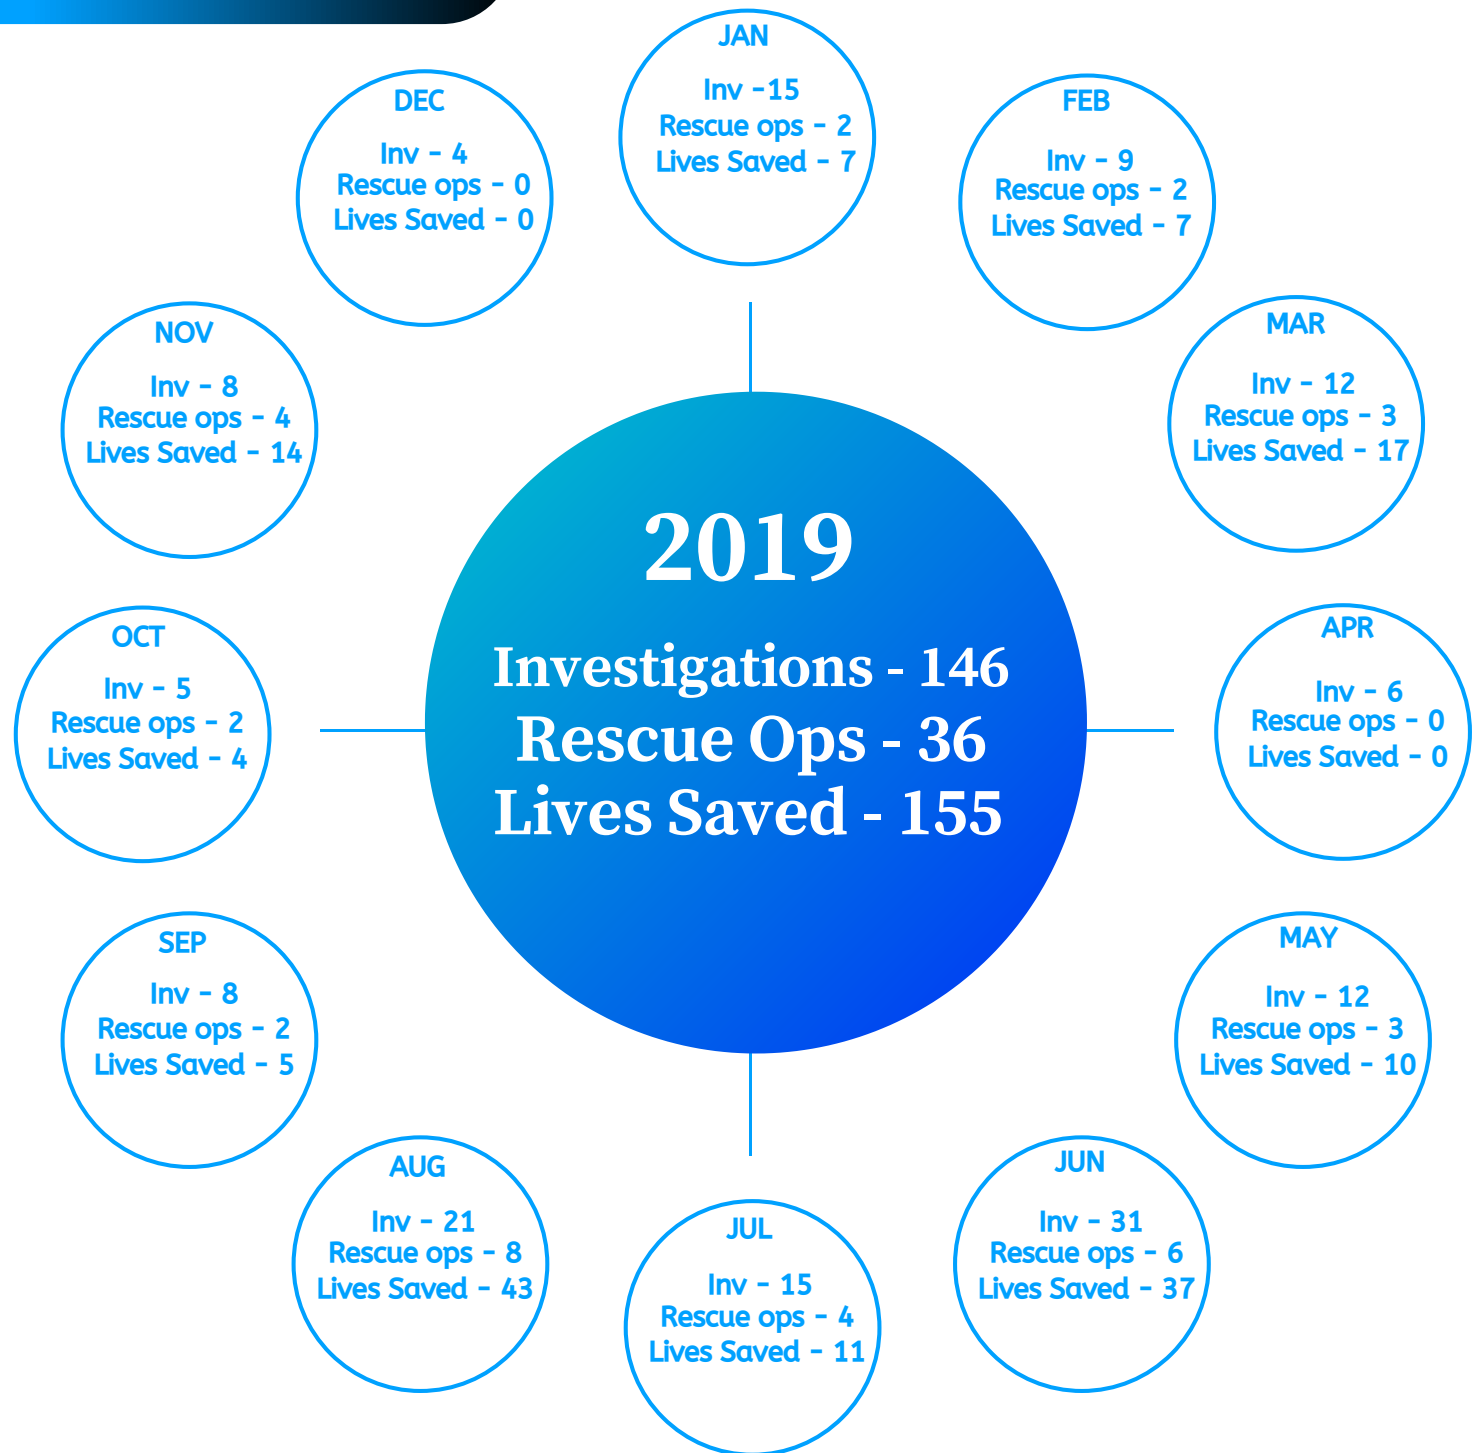 JAN
Inv -15
Rescue ops - 2
Lives Saved - 7
FEB
Inv - 9
Rescue ops - 2
Lives Saved - 7
MAR
Inv - 12
Rescue ops - 3
Lives Saved - 17
APR
Inv - 6
Rescue ops - 0
Lives Saved - 0
MAY
Inv - 12
Rescue ops - 3
Lives Saved - 10
JUN
Inv - 31
Rescue ops - 6
Lives Saved - 37
JUL
Inv - 15
Rescue ops - 4
Lives Saved - 11
AUG
Inv - 21
Rescue ops - 8
Lives Saved - 43
SEP
Inv - 8
Rescue ops - 2
Lives Saved - 5
OCT
Inv - 5
Rescue ops - 2
Lives Saved - 4
NOV
Inv - 8
Rescue ops - 4
Lives Saved - 14
DEC
Inv - 4
Rescue ops - 0
Lives Saved - 0
2019
Investigations - 146
Rescue Ops - 36
Lives Saved - 155